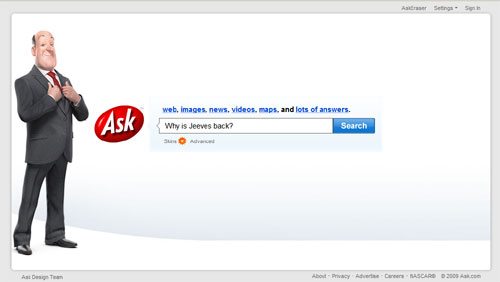 AskEraser Settings Sign In
web, images, news, videos, maps, and lots of answers.
Ask
Why is Jeeves back? Search
Skins Advanced
Ask Design Team
About · Privacy · Advertise · Careers · NASCAR® © 2009 Ask.com